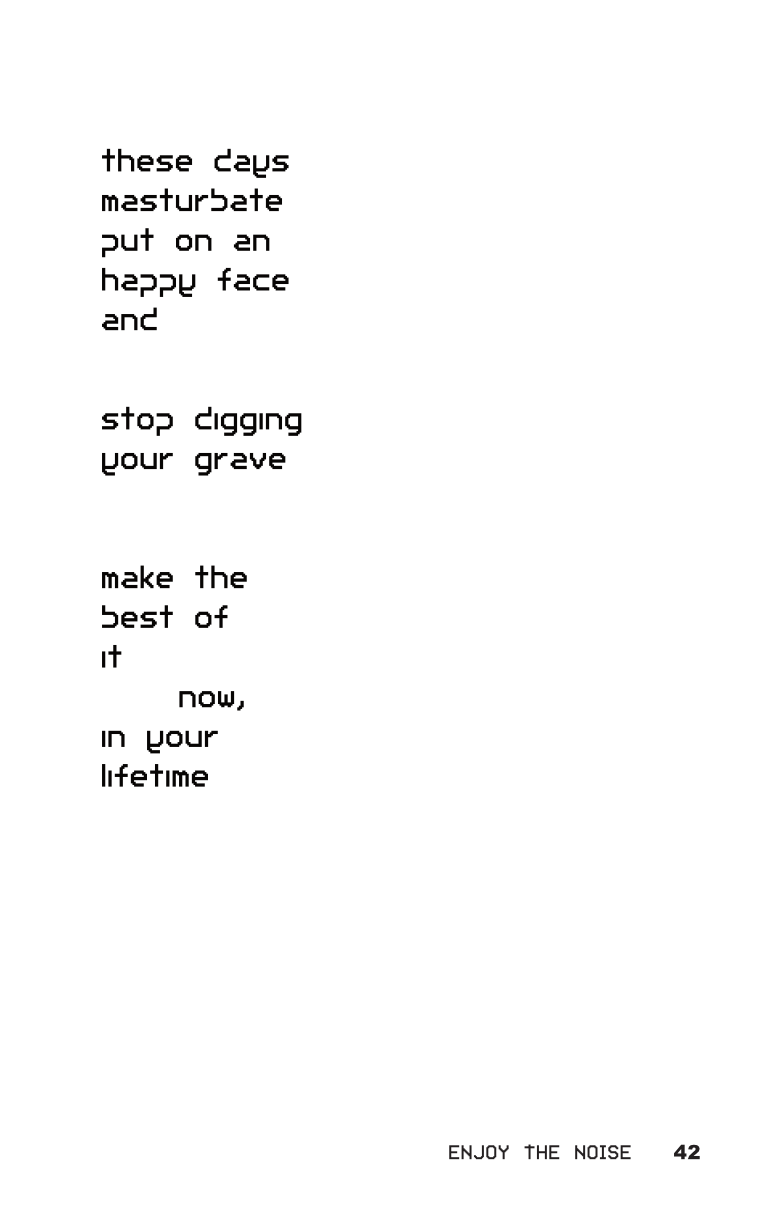 these days
masturbate
put on an
happy face
and
stop digging
your grave
make the
best of
it
now,
in your
lifetime
ENJOY THE NOISE 42